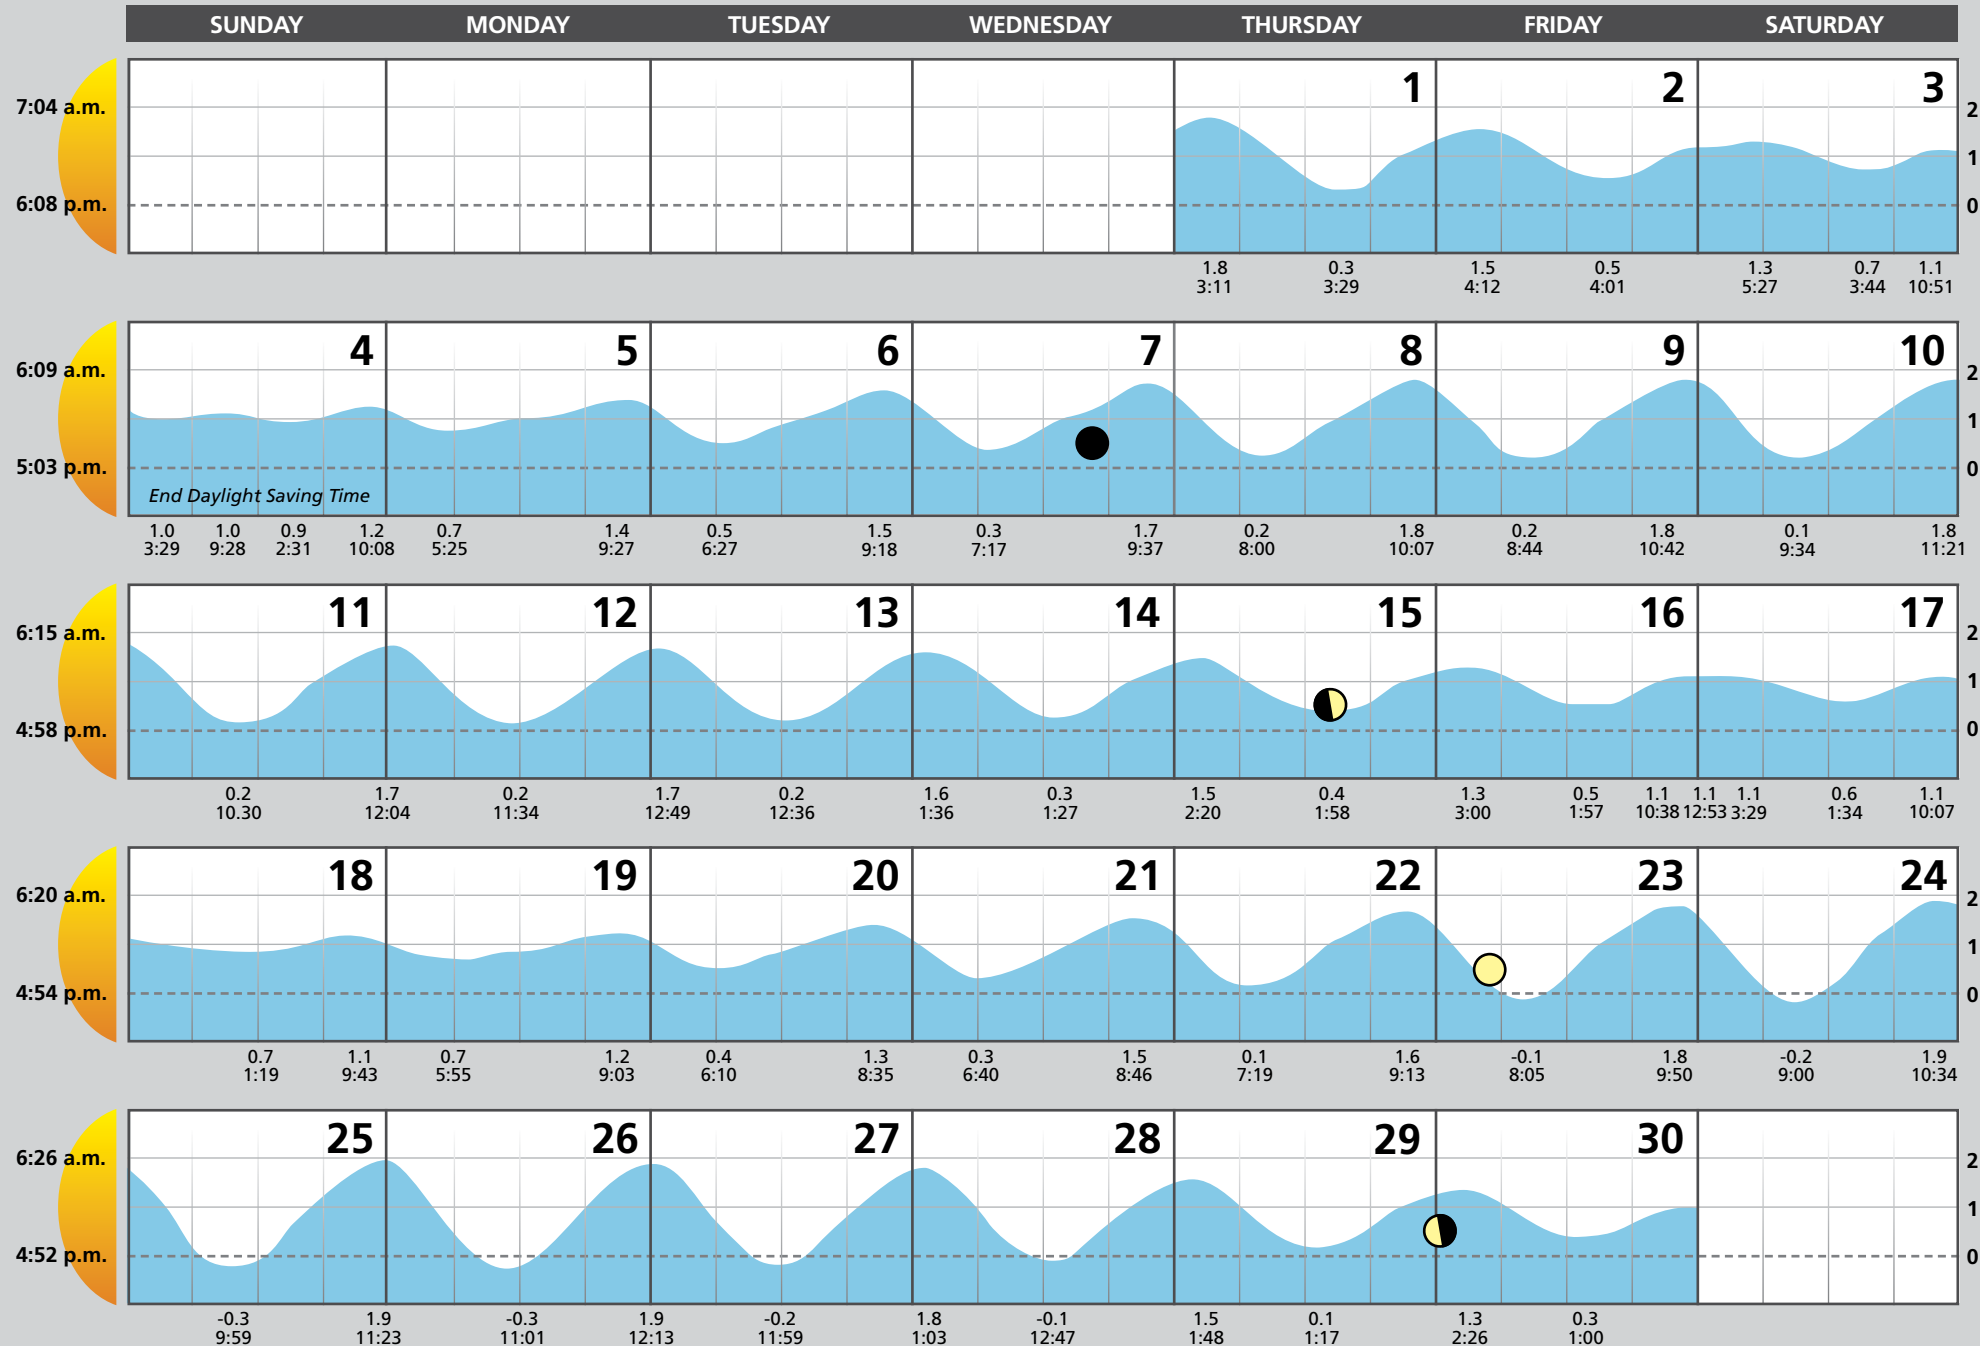 SUNDAY MONDAY TUESDAY WEDNESDAY THURSDAY FRIDAY SATURDAY
1 2 3
7:04 a.m. 2
1
6:08 p.m. 0
1.8 0.3 1.5 0.5 1.3 0.7 1.1
3:11 3:29 4:12 4:01 5:27 3:44 10:51
4 5 6 7 8 9 10
6:09 a.m. 2
1
5:03 p.m. 0
End Daylight Saving Time
1.0 1.0 0.9 1.2 0.7 1.4 0.5 1.5 0.3 1.7 0.2 1.8 0.2 1.8 0.1 1.8
3:29 9:28 2:31 10:08 5:25 9:27 6:27 9:18 7:17 9:37 8:00 10:07 8:44 10:42 9:34 11:21
11 12 13 14 15 16 17
6:15 a.m. 2
1
4:58 p.m. 0
0.2 1.7 0.2 1.7 0.2 1.6 0.3 1.5 0.4 1.3 0.5 1.1 1.1 1.1 0.6 1.1
10.30 12:04 11:34 12:49 12:36 1:36 1:27 2:20 1:58 3:00 1:57 10:38 12:53 3:29 1:34 10:07
18 19 20 21 22 23 24
6:20 a.m. 2
1
4:54 p.m. 0
0.7 1.1 0.7 1.2 0.4 1.3 0.3 1.5 0.1 1.6 -0.1 1.8 -0.2 1.9
1:19 9:43 5:55 9:03 6:10 8:35 6:40 8:46 7:19 9:13 8:05 9:50 9:00 10:34
25 26 27 28 29 30
6:26 a.m. 2
1
4:52 p.m. 0
-0.3 1.9 -0.3 1.9 -0.2 1.8 -0.1 1.5 0.1 1.3 0.3
9:59 11:23 11:01 12:13 11:59 1:03 12:47 1:48 1:17 2:26 1:00